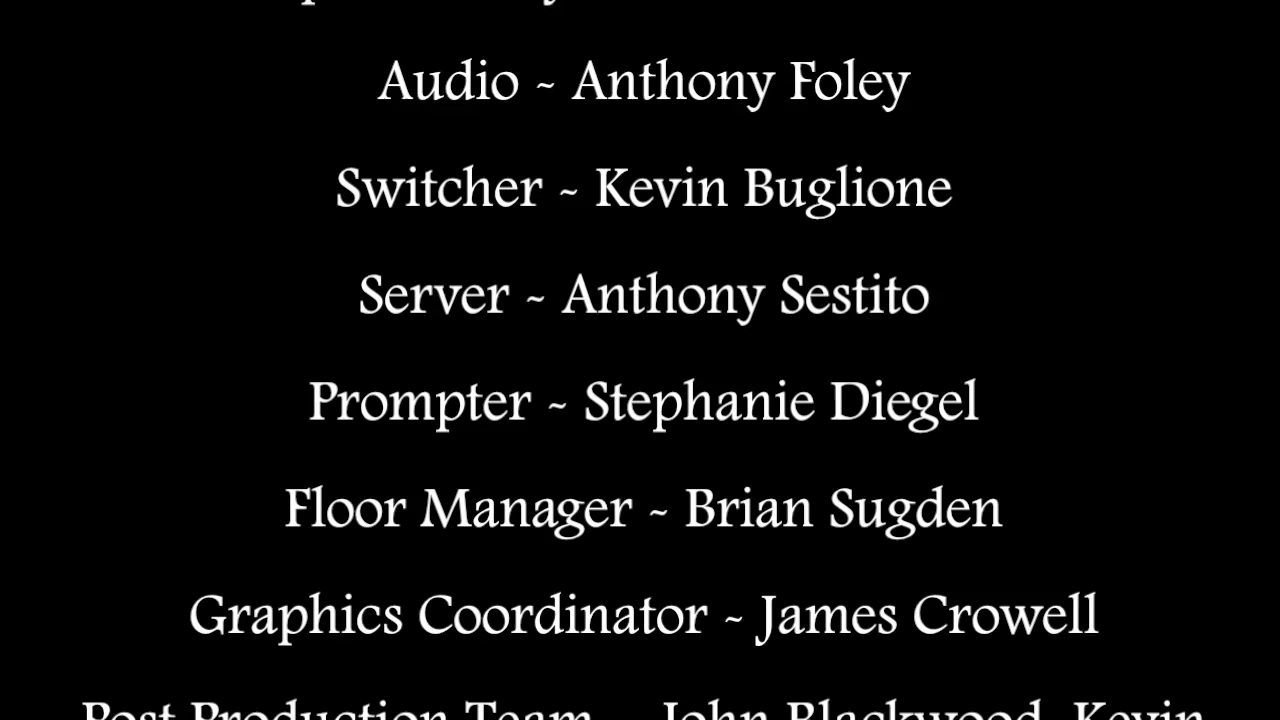 Audio ~ Anthony Foley
Switcher ~ Kevin Buglione
Server ~ Anthony Sestito
Prompter ~ Stephanie Diegel
Floor Manager ~ Brian Sugden
Graphics Coordinator ~ James Crowell
Post Production Team ~ John Blackwood, Kevin